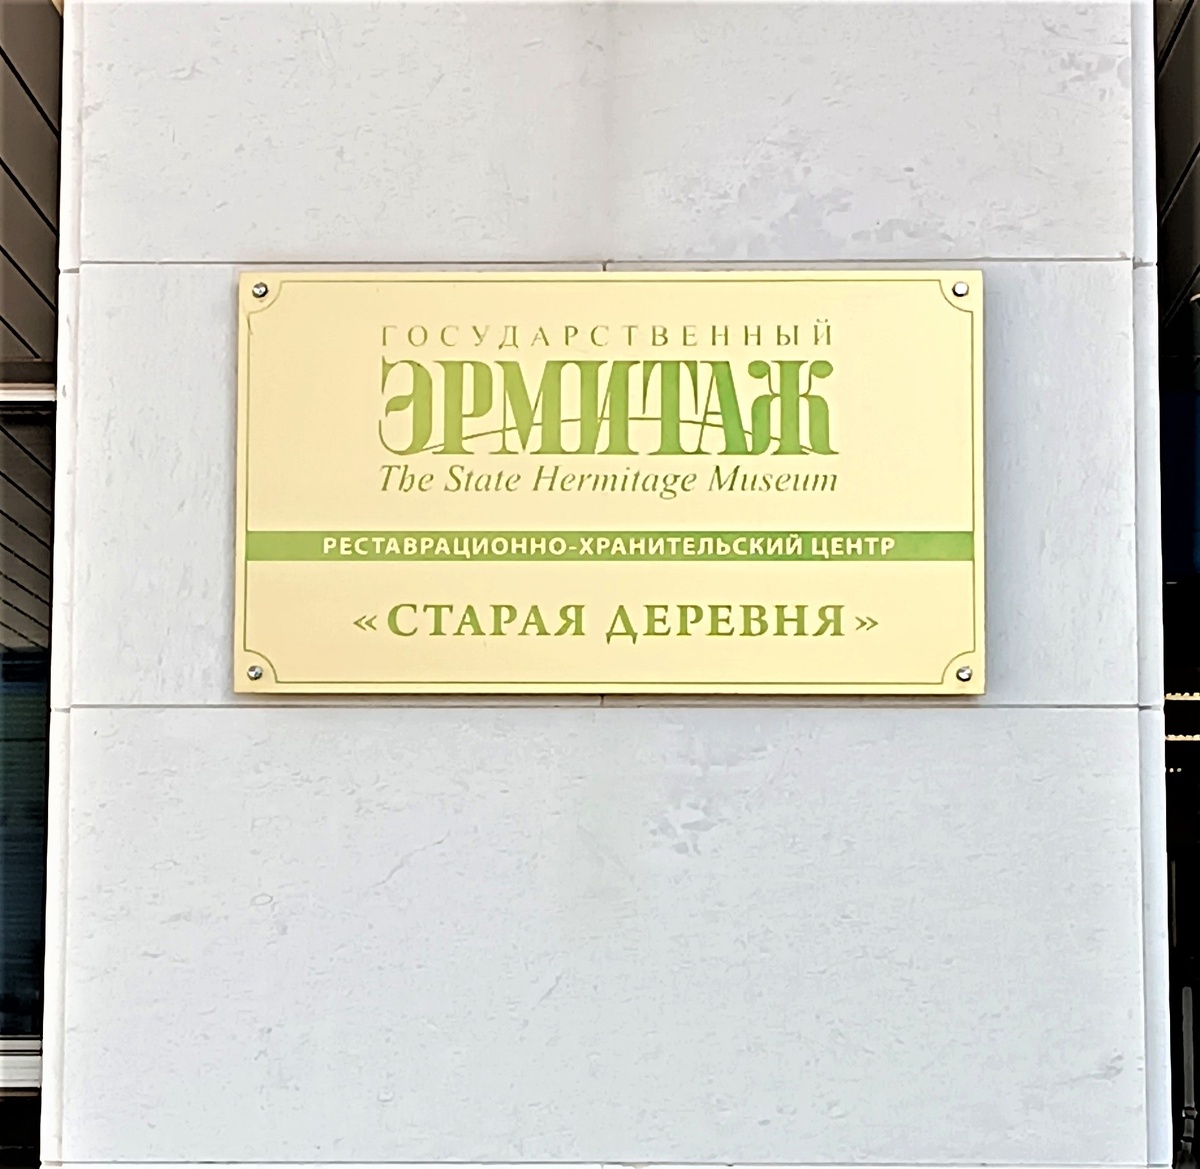 ГОСУДАРСТВЕННЫЙ
ЭРМИТАЖ
The State Hermitage Museum
РЕСТАВРАЦИОННО-ХРАНИТЕЛЬСКИЙ ЦЕНТР
«СТАРАЯ ДЕРЕВНЯ»